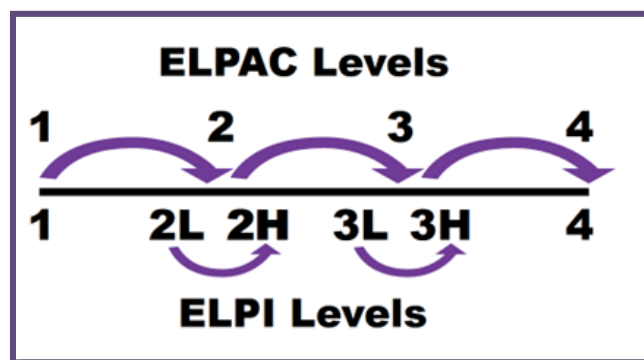 ELPAC Levels
1 2 3 4
1 2L 2H 3L 3H 4
ELPI Levels